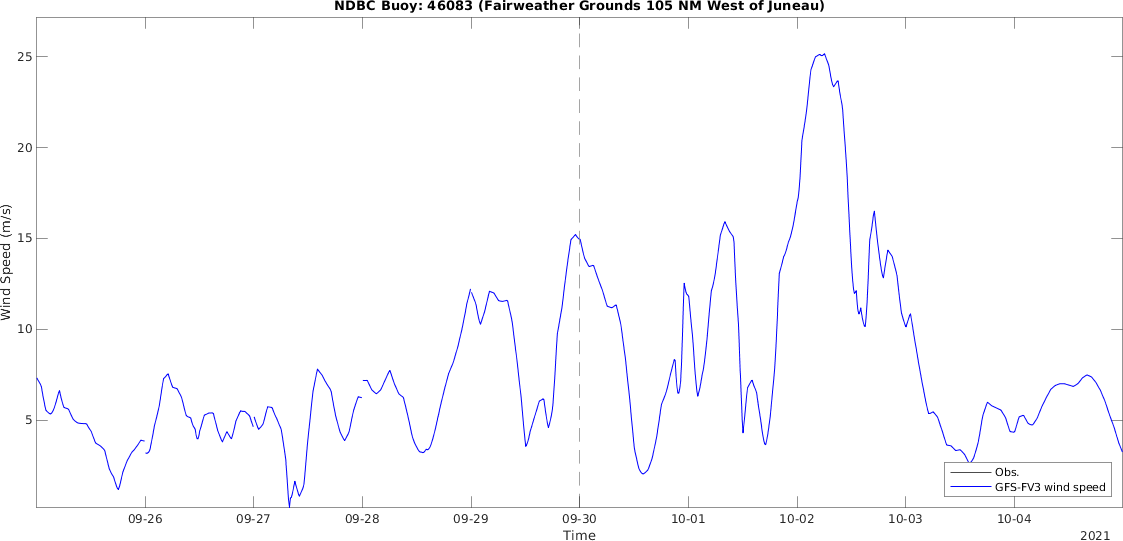 NDBC Buoy: 46083 (Fairweather Grounds 105 NM West of Juneau)
25
20
15
10
5
Wind Speed (m/s)
09-26 09-27 09-28 09-29 09-30 10-01 10-02 10-03 10-04
Time
2021
Obs.
GFS-FV3 wind speed